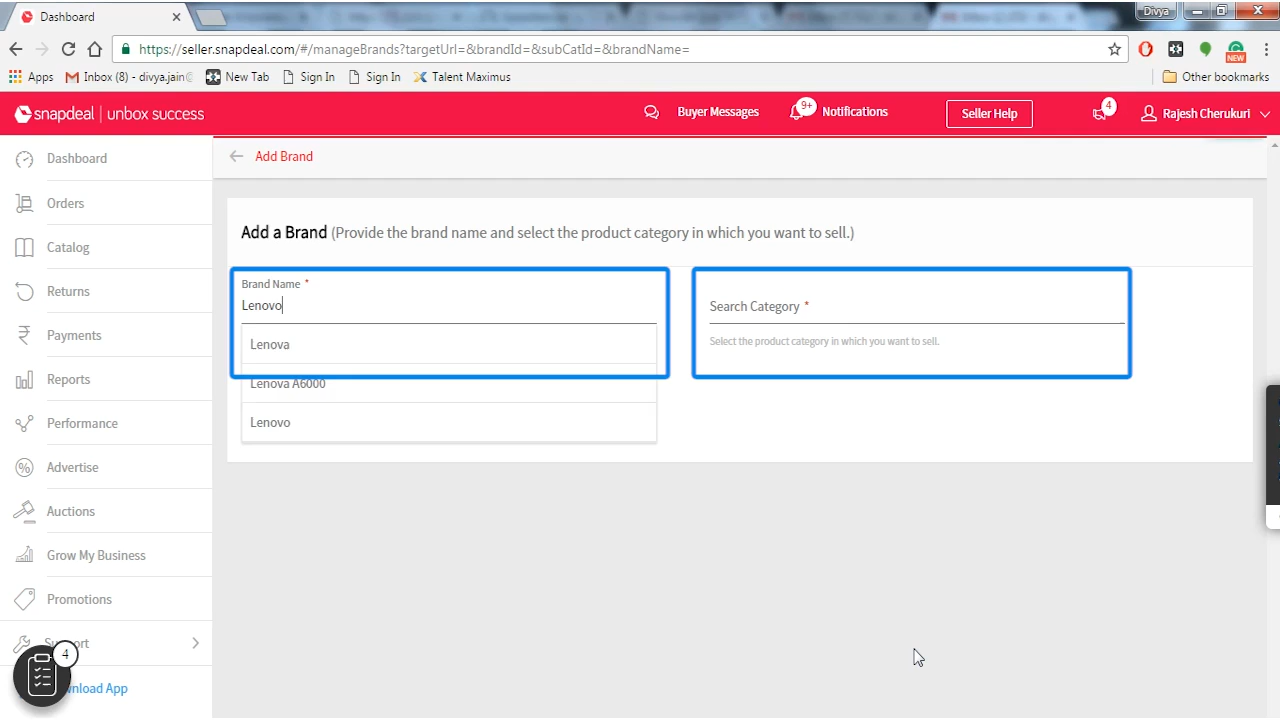 Dashboard
Divya
https://seller.snapdeal.com/#/manageBrands?targetUrl=&brandId=&subCatId=&brandName=
NEW
Apps
Inbox (8) - divya.jain@
New Tab
Sign In
Sign In
Talent Maximus
Other bookmarks
snapdeal | unbox success
Buyer Messages
9+
Notifications
Seller Help
4
Rajesh Cherukuri
Dashboard
Orders
Catalog
Returns
Payments
Reports
Performance
Advertise
Auctions
Grow My Business
Promotions
Support
4
wnload App
Add Brand
Add a Brand (Provide the brand name and select the product category in which you want to sell.)
Brand Name *
Lenovo
Lenova
Lenova A6000
Lenovo
Search Category *
Select the product category in which you want to sell.